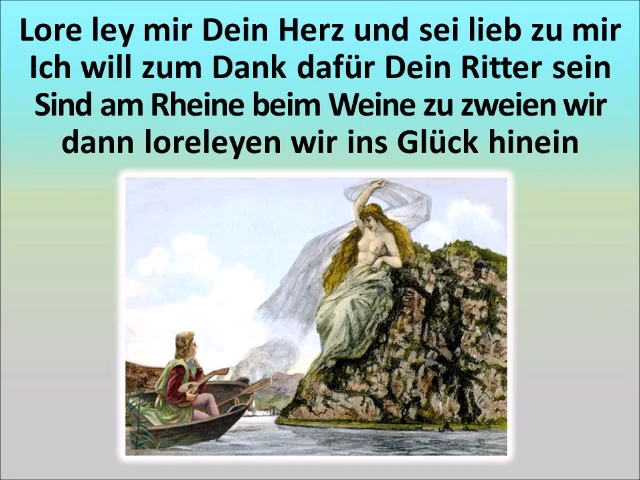 Lore ley mir Dein Herz und sei lieb zu mir
Ich will zum Dank dafür Dein Ritter sein
Sind am Rheine beim Weine zu zweien wir
dann loreleyen wir ins Glück hinein